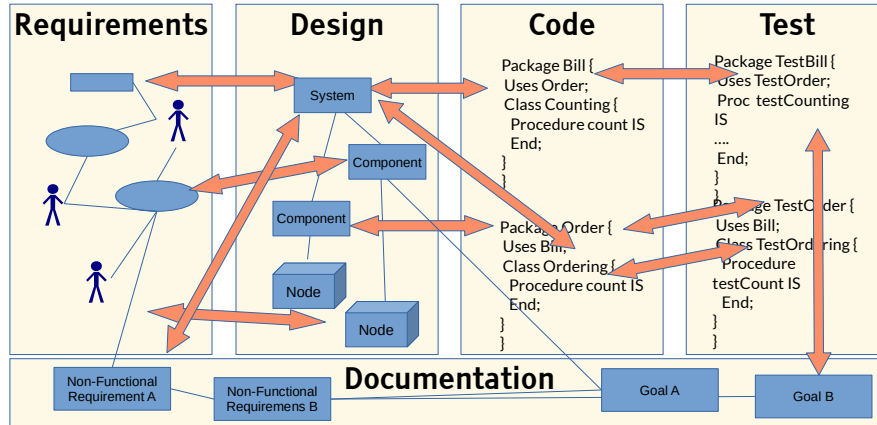 Requirements
Design
System
Component
Component
Node
Node
Code
Package Bill {
Uses Order;
Class Counting {
Procedure count IS
End;
}
}
Package Order {
Uses Bill;
Class Ordering {
Procedure count IS
End;
}
}
Test
Package TestBill {
Uses TestOrder;
Proc testCounting
IS
....
End;
}
}
Package TestOrder {
Uses Bill;
Class TestOrdering {
Procedure
testCount IS
End;
}
}
Documentation
Non-Functional
Requirement A
Non-Functional
Requiremens B
Goal A
Goal B